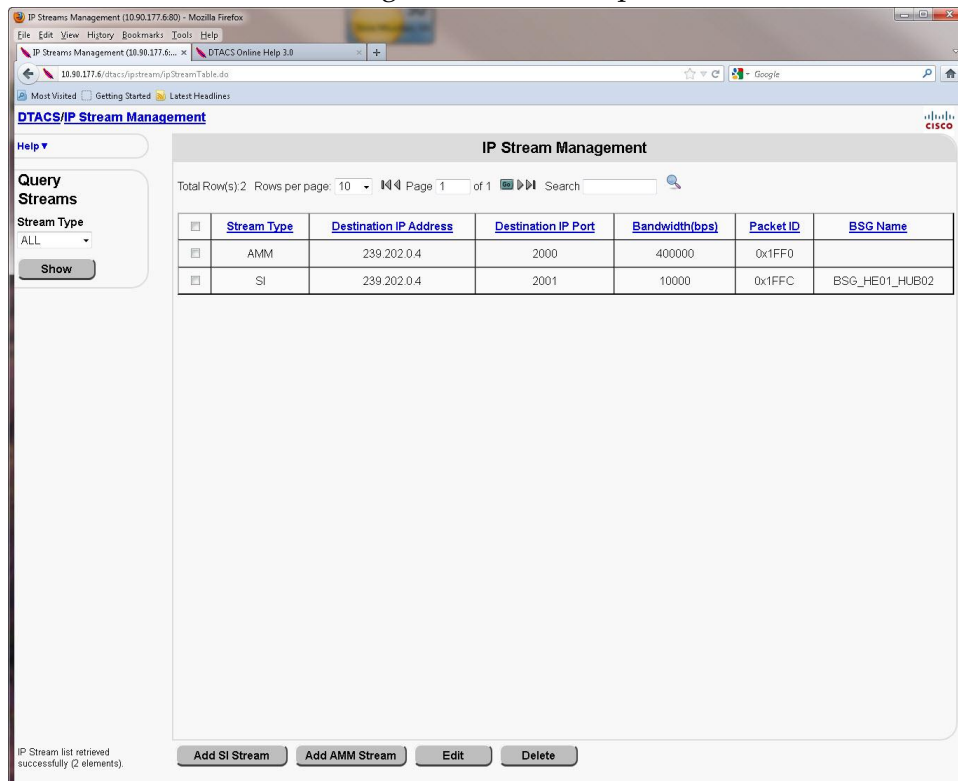 IP Streams Management (10.90.177.6:80) - Mozilla Firefox
File Edit View History Bookmarks Tools Help
IP Streams Management (10.90.177.6:... × DTACS Online Help 3.0 × +
10.90.177.6/dtacs/ipstream/ipStreamTable.do Google
Most Visited Getting Started Latest Headlines
DTACS/IP Stream Management
CISCO
Help
IP Stream Management
Query
Streams
Stream Type
ALL
Show
Total Row(s):2 Rows per page: 10 Page 1 of 1 Go Search
Stream Type Destination IP Address Destination IP Port Bandwidth(bps) Packet ID BSG Name
AMM 239.202.0.4 2000 400000 0x1FF0
SI 239.202.0.4 2001 10000 0x1FFC BSG_HE01_HUB02
IP Stream list retrieved
successfully (2 elements).
Add SI Stream Add AMM Stream Edit Delete